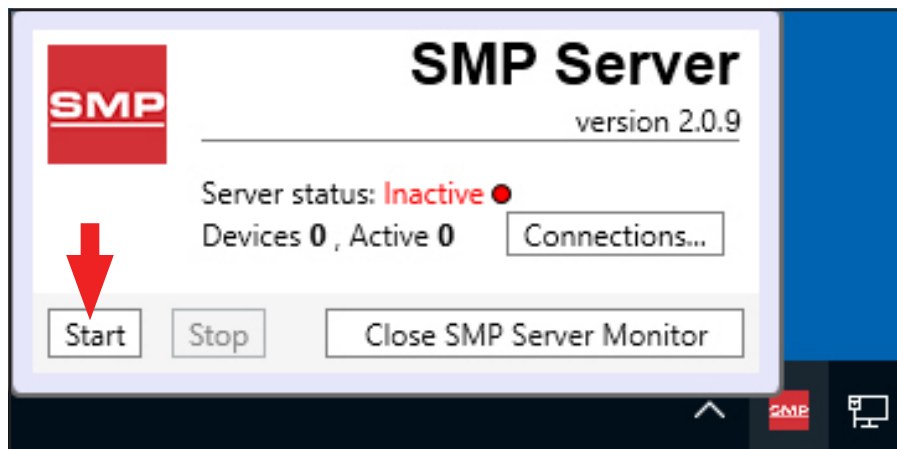 SMP
SMP Server
version 2.0.9
Server status: Inactive
Devices 0 , Active 0
Connections...
Start
Stop
Close SMP Server Monitor
SMP